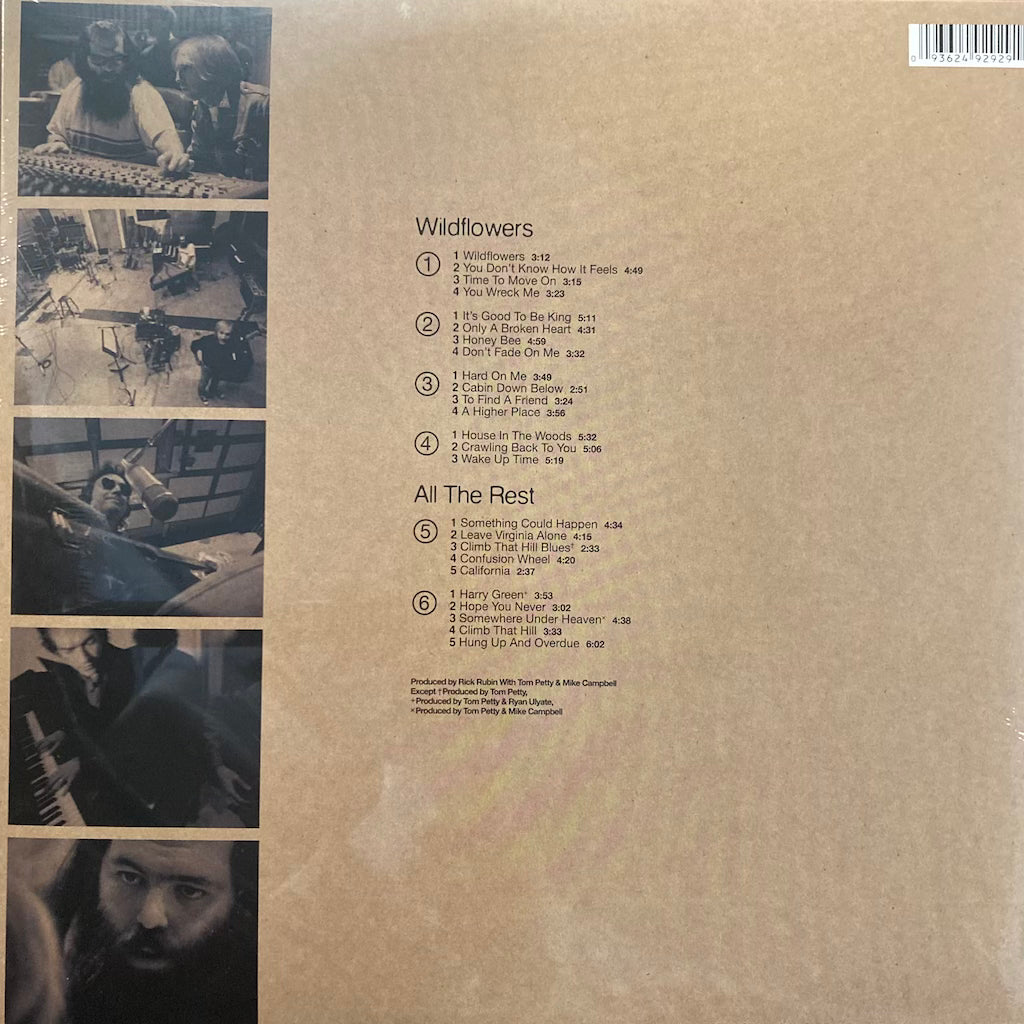 0 93624 92929
Wildflowers
1
1 Wildflowers 3:12
2 You Don't Know How It Feels 4:49
3 Time To Move On 3:15
4 You Wreck Me 3:23
2
1 It's Good To Be King 5:11
2 Only A Broken Heart 4:31
3 Honey Bee 4:59
4 Don't Fade On Me 3:32
3
1 Hard On Me 3:49
2 Cabin Down Below 2:51
3 To Find A Friend 3:24
4 A Higher Place 3:56
4
1 House In The Woods 5:32
2 Crawling Back To You 5:06
3 Wake Up Time 5:19
All The Rest
5
1 Something Could Happen 4:34
2 Leave Virginia Alone 4:15
3 Climb That Hill Blues† 2:33
4 Confusion Wheel 4:20
5 California 2:37
6
1 Harry Green+ 3:53
2 Hope You Never 3:02
3 Somewhere Under Heaven× 4:38
4 Climb That Hill 3:33
5 Hung Up And Overdue 6:02
Produced by Rick Rubin With Tom Petty & Mike Campbell
Except †Produced by Tom Petty,
+Produced by Tom Petty & Ryan Ulyate,
×Produced by Tom Petty & Mike Campbell